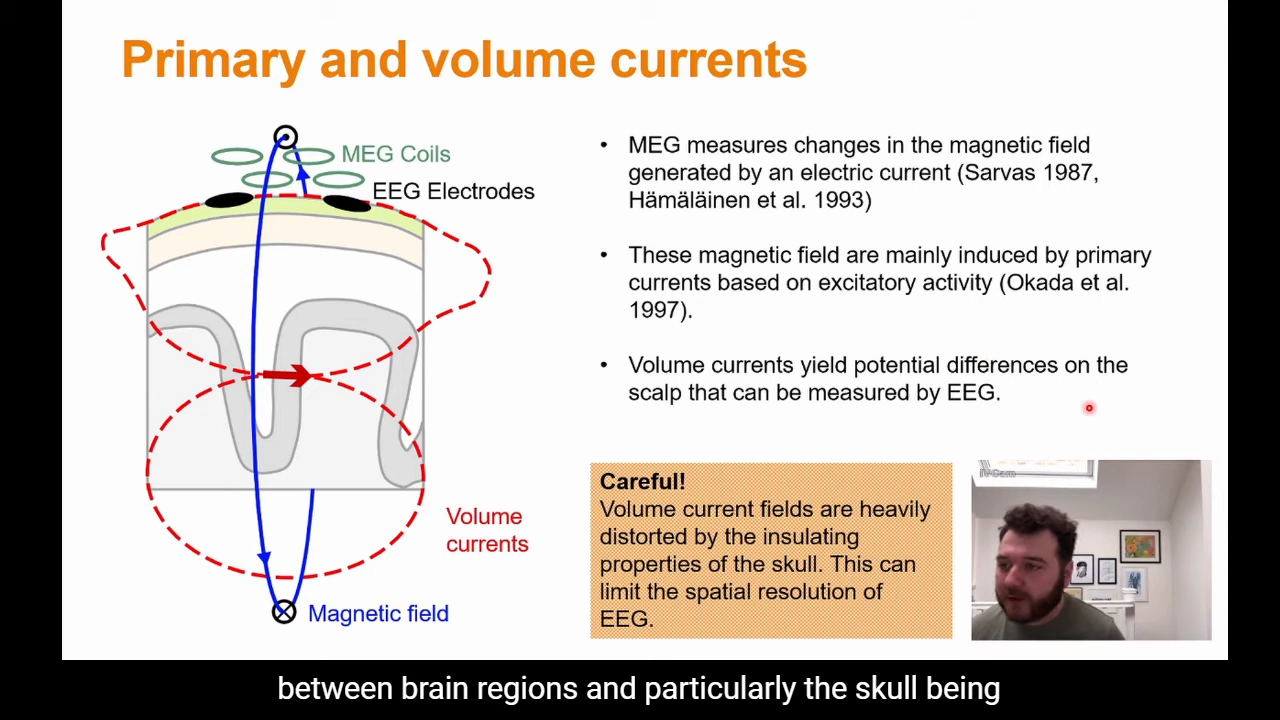 Primary and volume currents
MEG Coils
EEG Electrodes
Volume
currents
Magnetic field
• MEG measures changes in the magnetic field
generated by an electric current (Sarvas 1987,
Hämäläinen et al. 1993)
• These magnetic field are mainly induced by primary
currents based on excitatory activity (Okada et al.
1997).
• Volume currents yield potential differences on the
scalp that can be measured by EEG.
Careful!
Volume current fields are heavily
distorted by the insulating
properties of the skull. This can
limit the spatial resolution of
EEG.
between brain regions and particularly the skull being